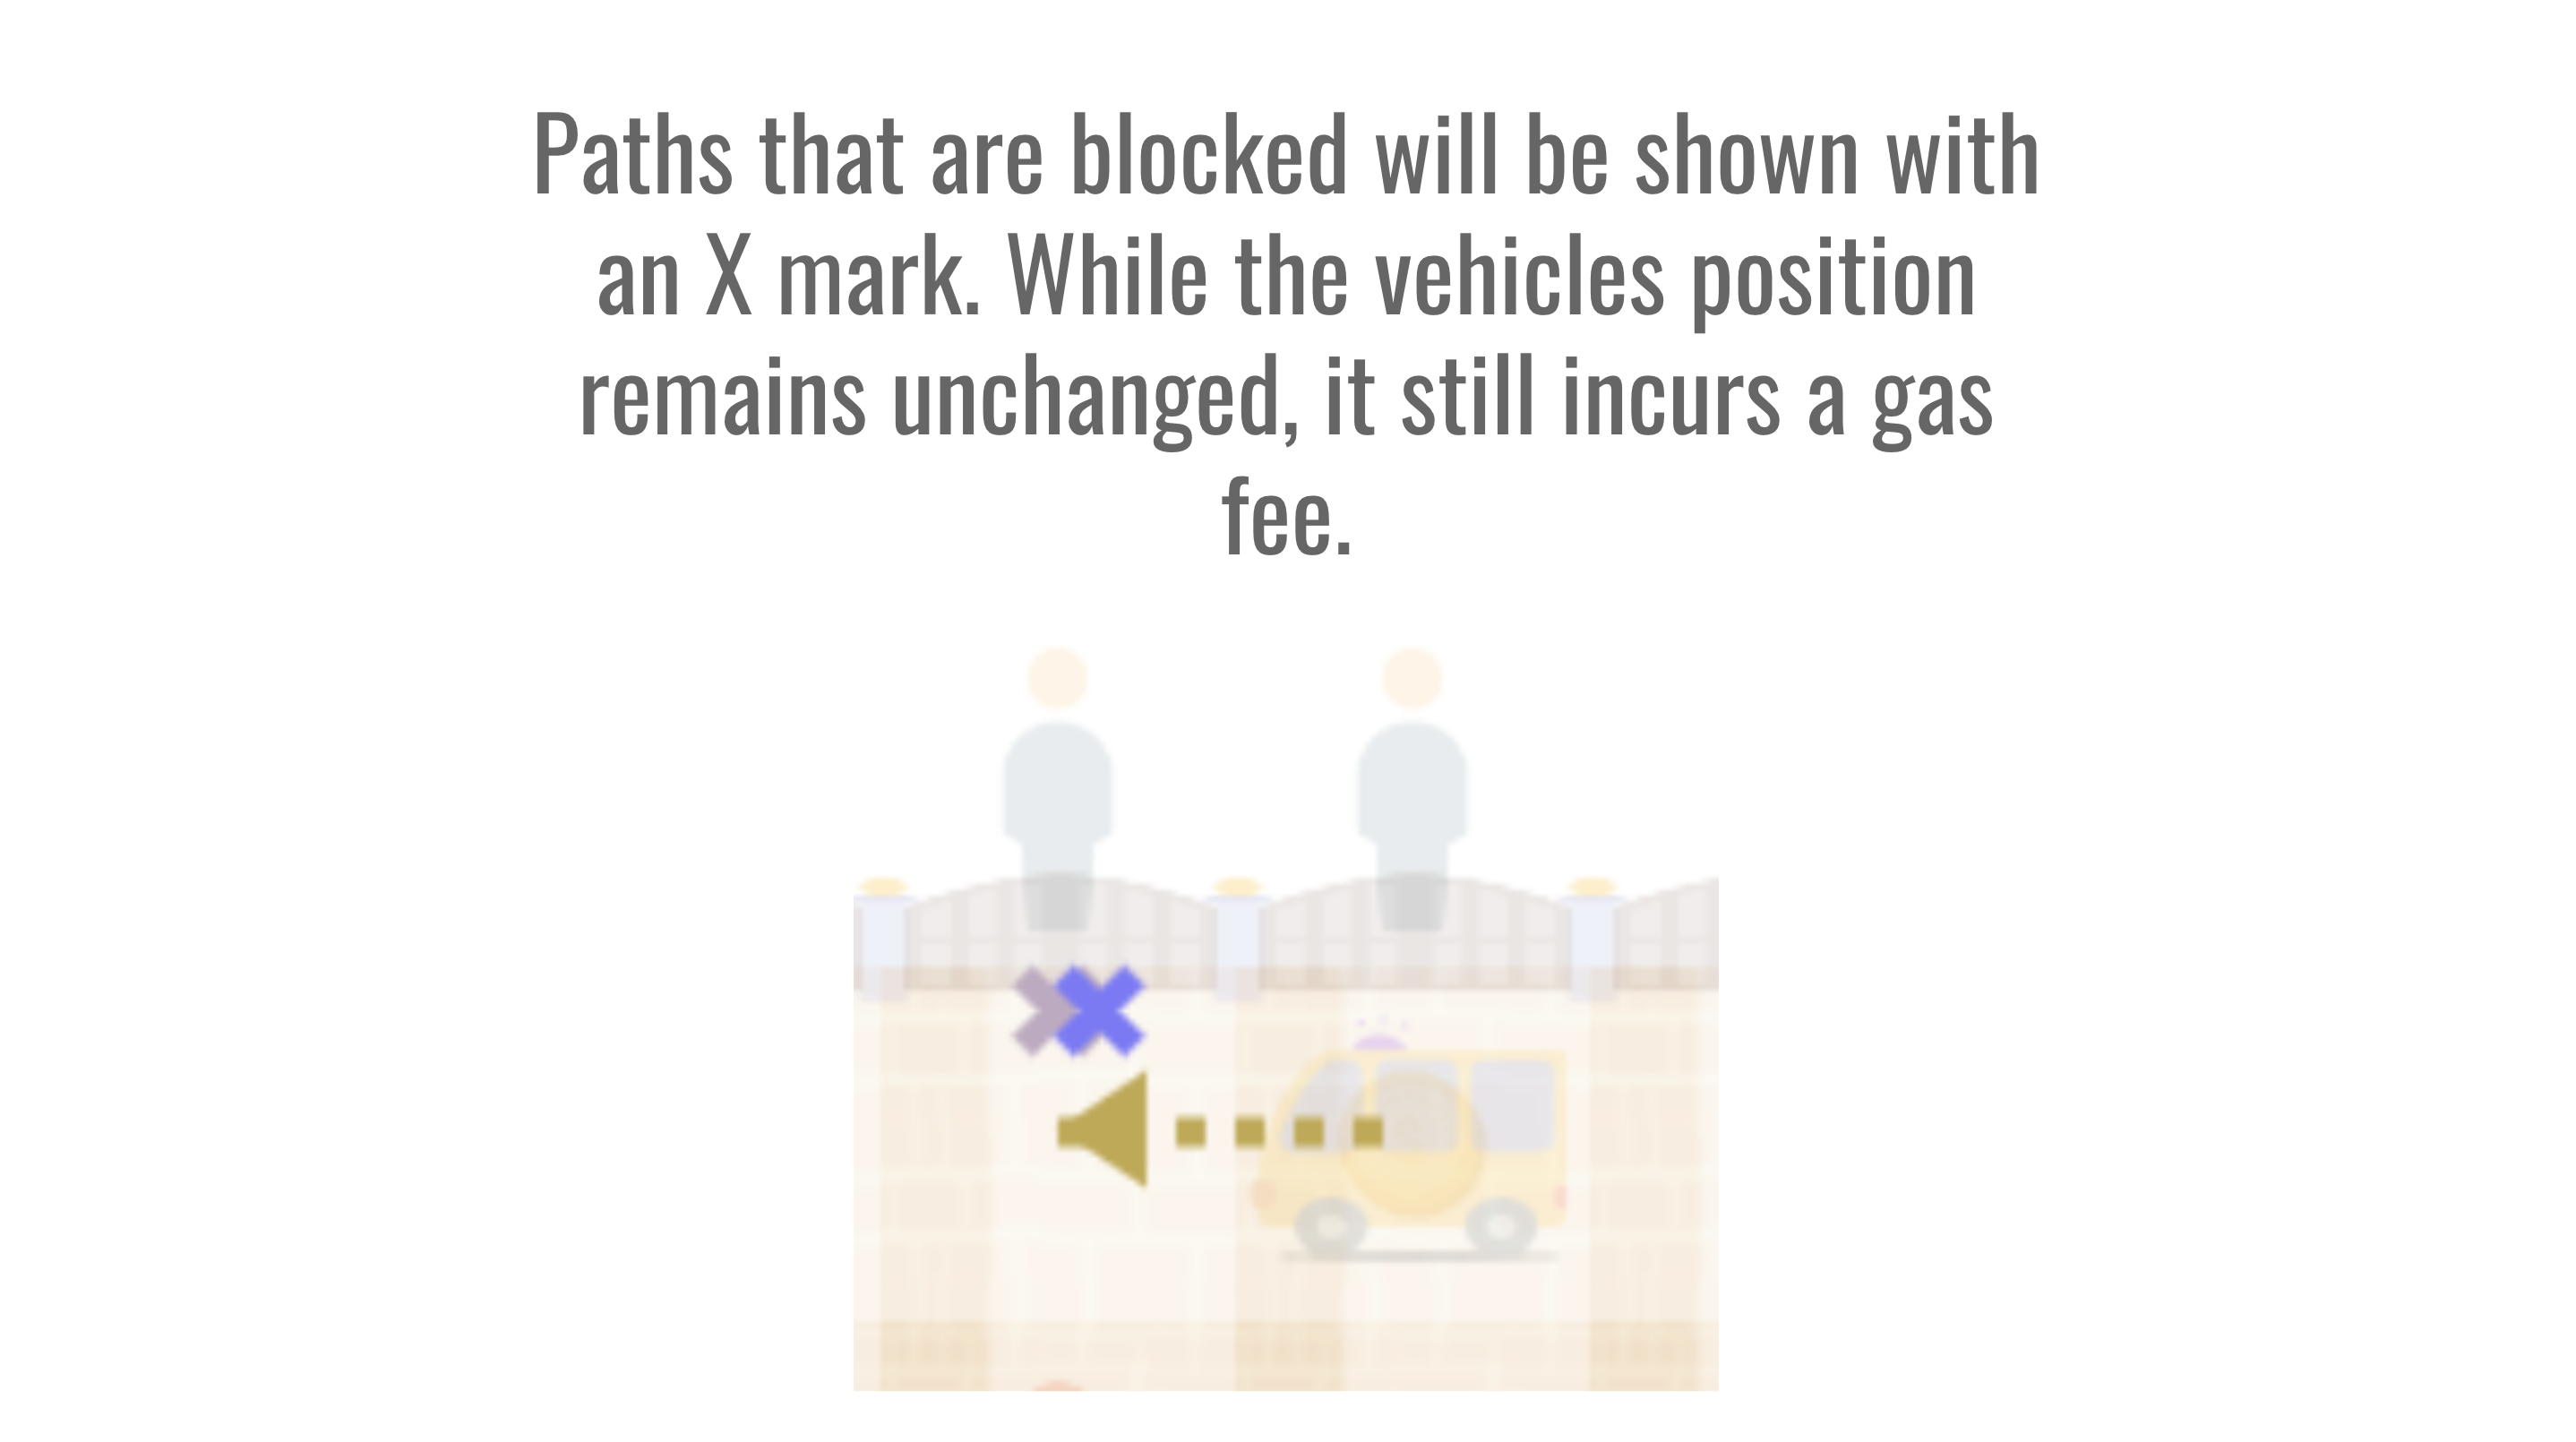 Paths that are blocked will be shown with
an X mark. While the vehicles position
remains unchanged, it still incurs a gas
fee.